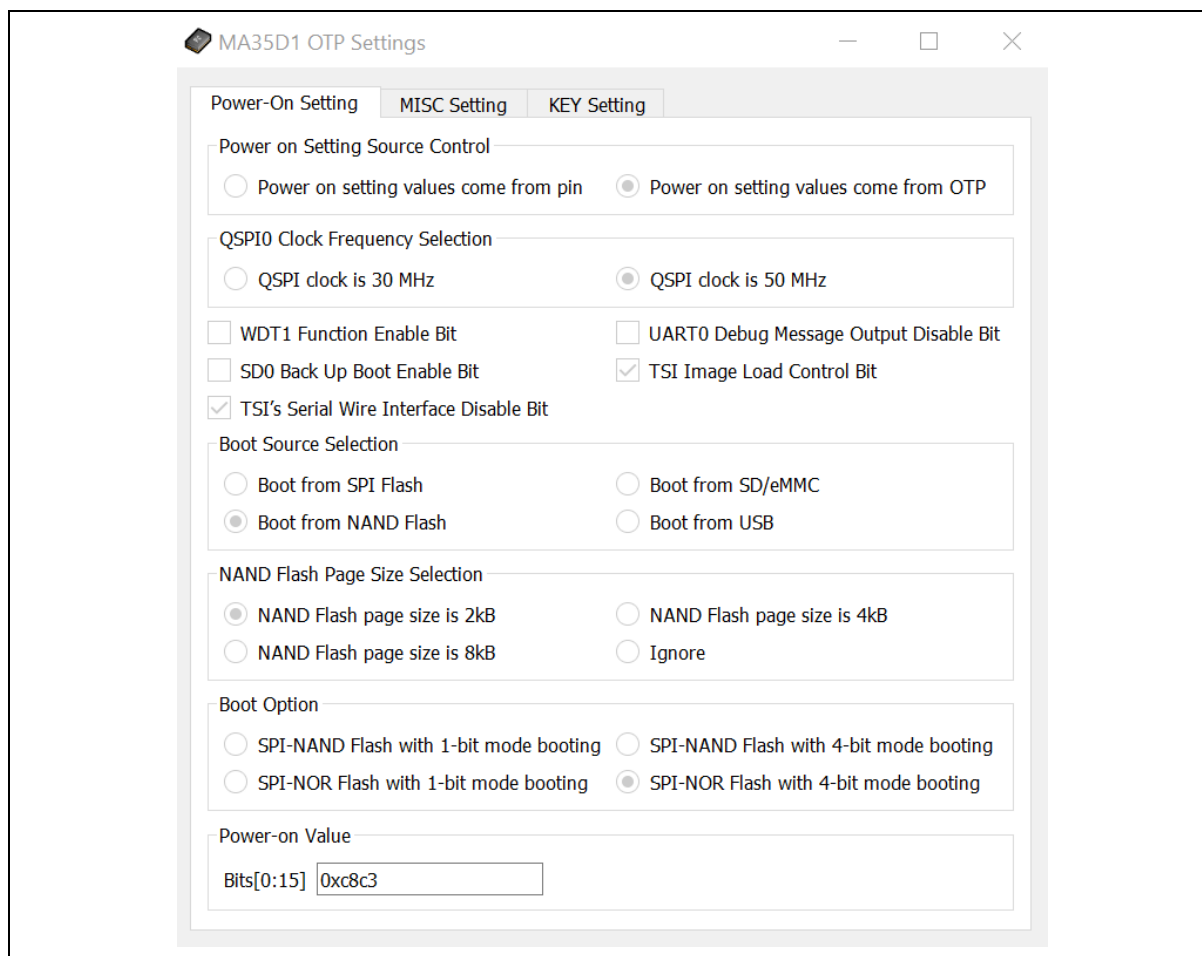 MA35D1 OTP Settings
Power-On Setting MISC Setting KEY Setting
Power on Setting Source Control
Power on setting values come from pin Power on setting values come from OTP
QSPI0 Clock Frequency Selection
QSPI clock is 30 MHz QSPI clock is 50 MHz
WDT1 Function Enable Bit UART0 Debug Message Output Disable Bit
SD0 Back Up Boot Enable Bit TSI Image Load Control Bit
TSI’s Serial Wire Interface Disable Bit
Boot Source Selection
Boot from SPI Flash Boot from SD/eMMC
Boot from NAND Flash Boot from USB
NAND Flash Page Size Selection
NAND Flash page size is 2kB NAND Flash page size is 4kB
NAND Flash page size is 8kB Ignore
Boot Option
SPI-NAND Flash with 1-bit mode booting SPI-NAND Flash with 4-bit mode booting
SPI-NOR Flash with 1-bit mode booting SPI-NOR Flash with 4-bit mode booting
Power-on Value
Bits[0:15] 0xc8c3